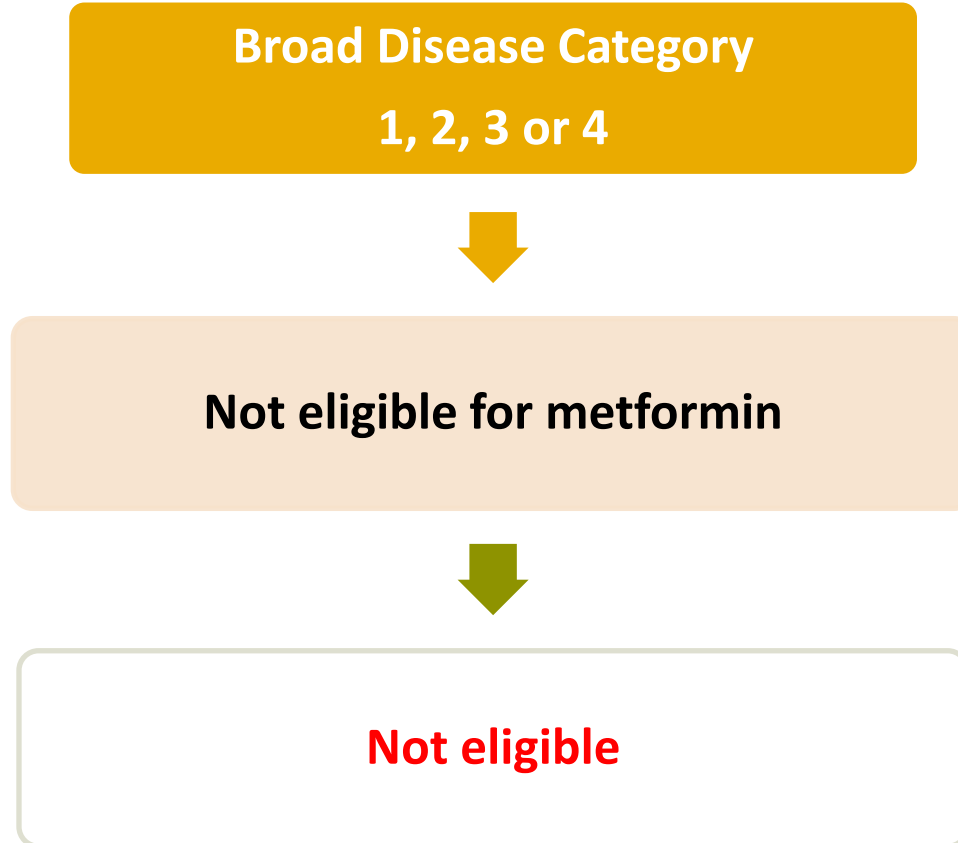 Broad Disease Category
1, 2, 3 or 4
Not eligible for metformin
Not eligible